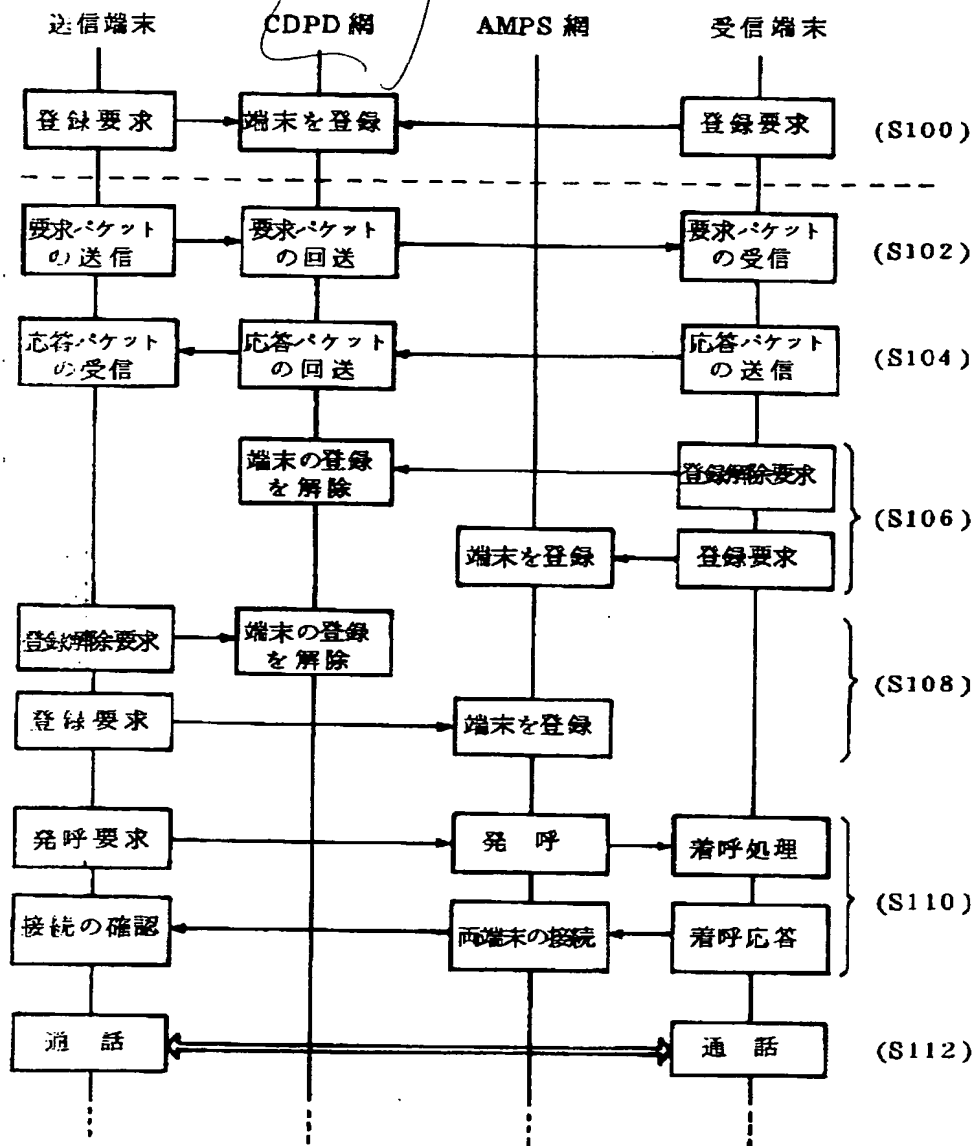 送信端末 CDPD 網 AMPS 網 受信端末
登録要求 端末を登録 登録要求 (S100)
要求パケット 要求パケット 要求パケット
の送信 の回送 の受信 (S102)
応答パケット 応答パケット 応答パケット
の受信 の回送 の送信 (S104)
端末の登録
を解除
登録解除要求
(S106)
端末を登録 登録要求
登録解除要求
端末の登録
を解除
(S108)
登録要求 端末を登録
発呼要求 発 呼 着呼処理
(S110)
接続の確認 両端末の接続 着呼応答
通 話 通 話 (S112)